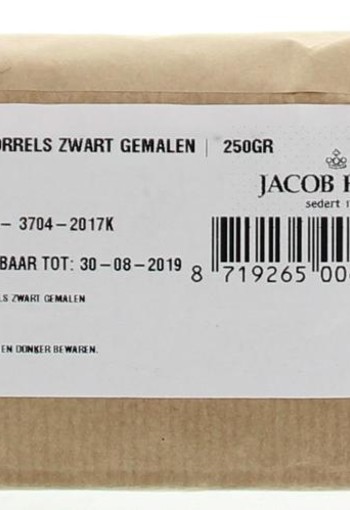 ORRELS ZWART GEMALEN | 250GR
JACOB H
sedert 1
– 3704–2017K
BAAR TOT: 30–08–2019
8 719265 00
LS ZWART GEMALEN
EN DONKER BEWAREN.